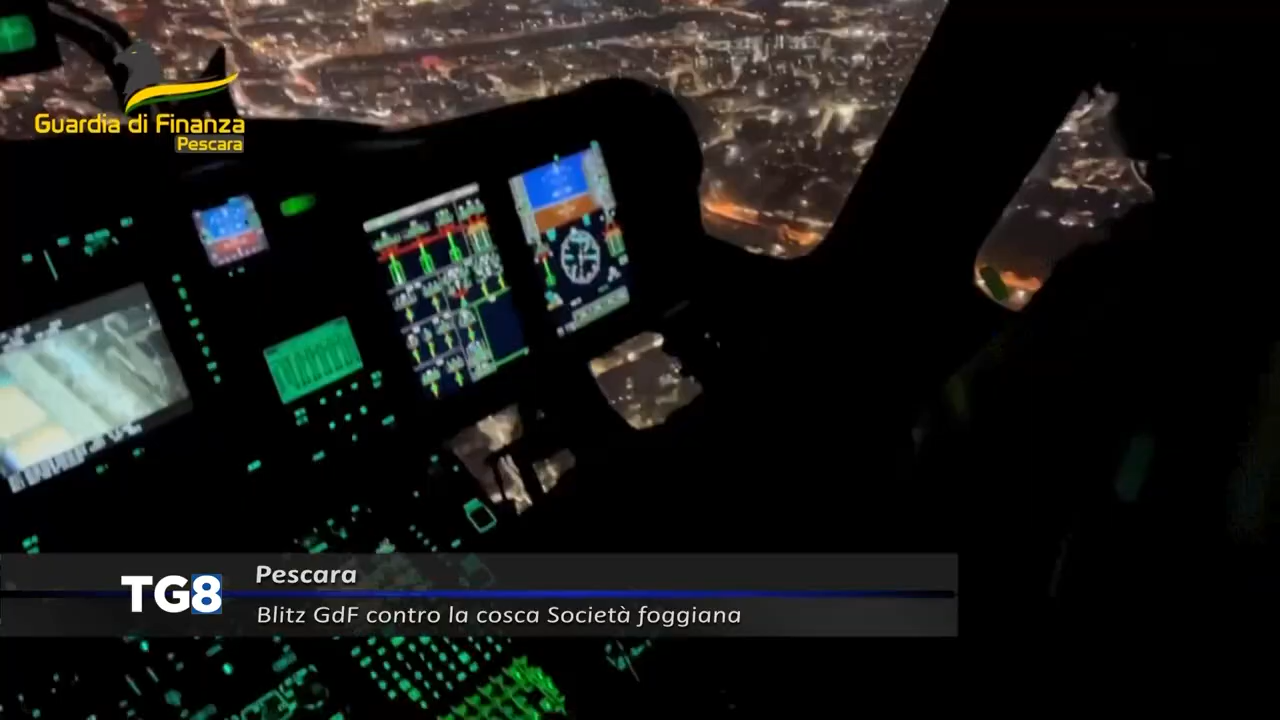 Guardia di Finanza
Pescara
TG8
Pescara
Blitz GdF contro la cosca Società foggiana